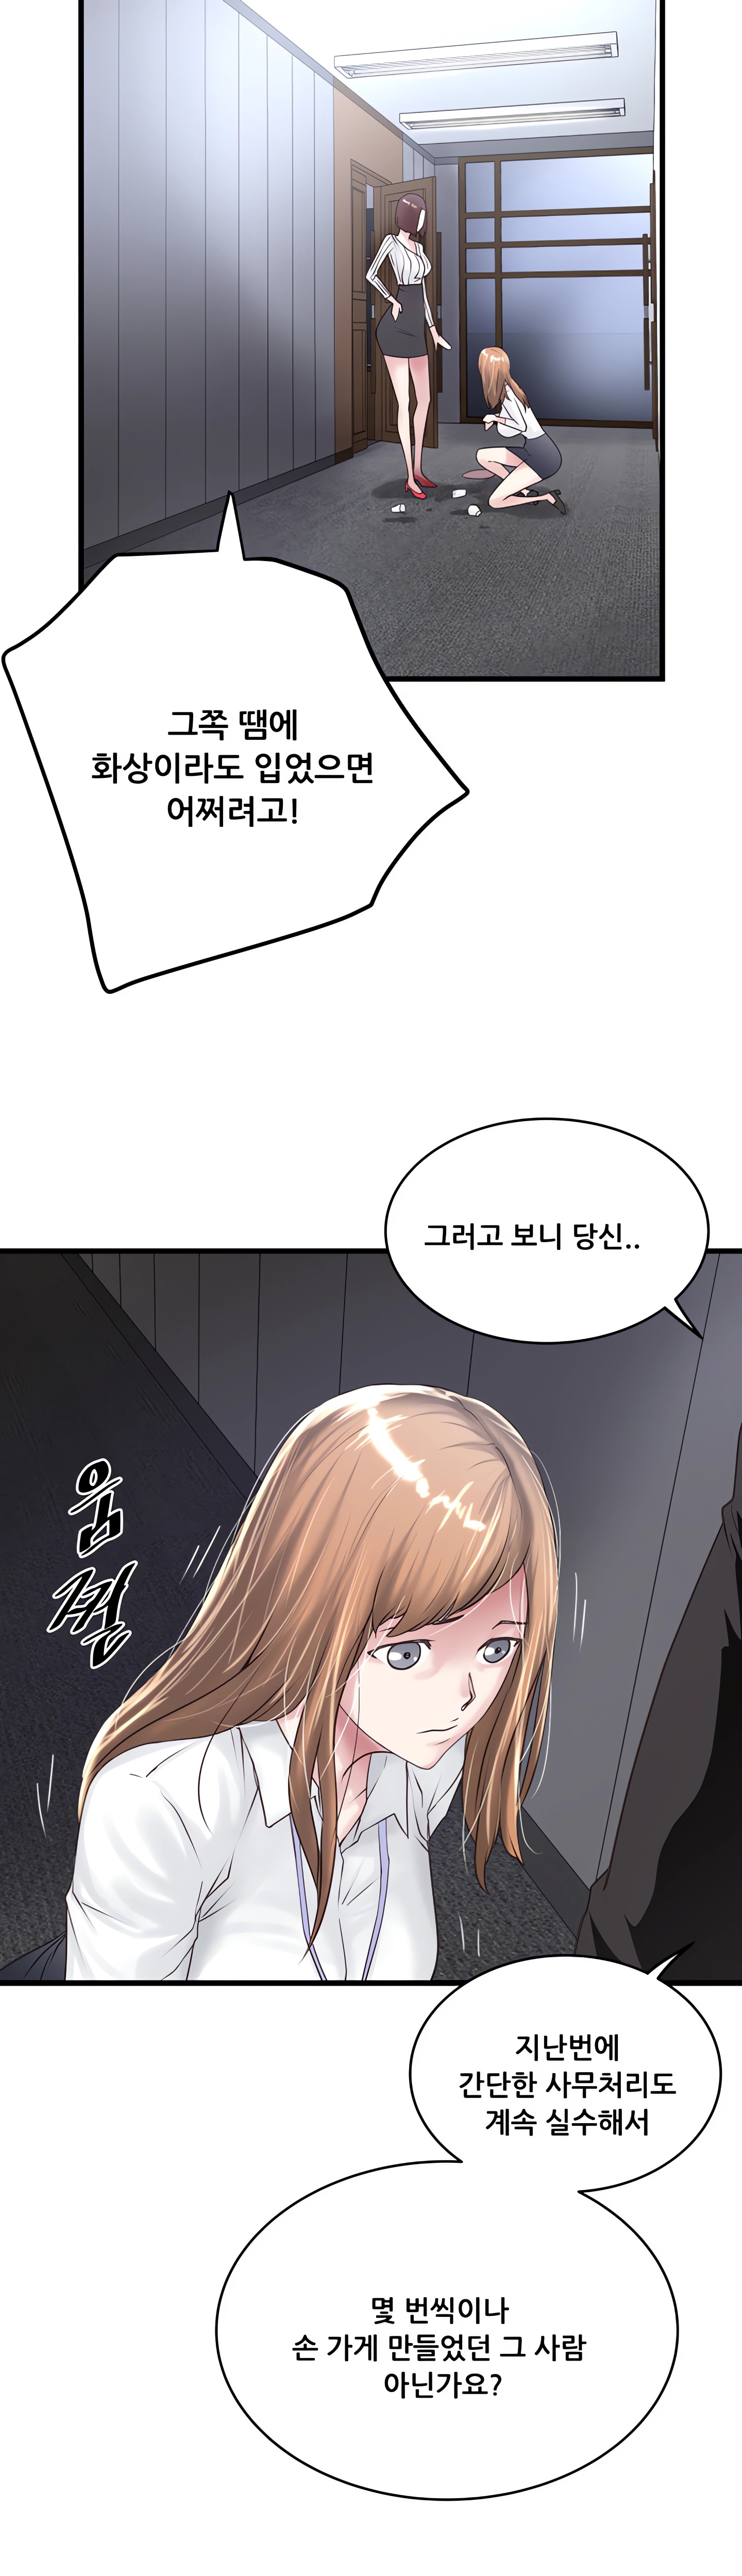 그쪽 땜에
화상이라도 입었으면
어쩌려고!
그러고 보니 당신..
움
찔
지난번에
간단한 사무처리도
계속 실수해서
몇 번씩이나
손 가게 만들었던 그 사람
아닌가요?